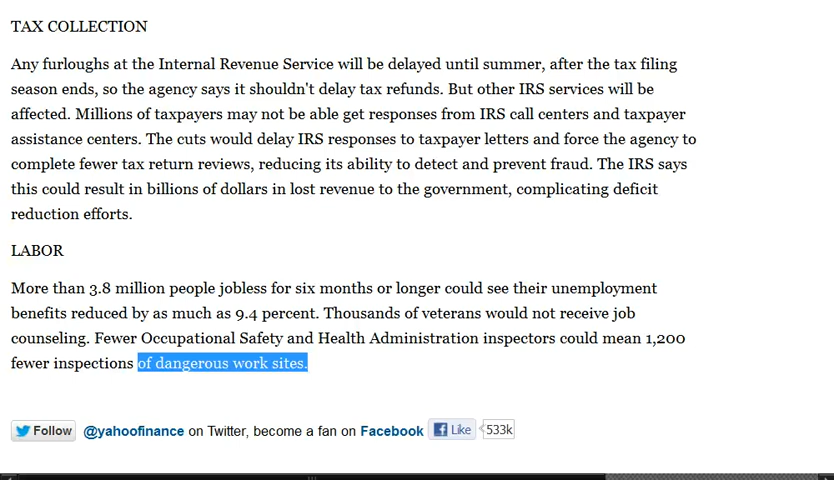 TAX COLLECTION
Any furloughs at the Internal Revenue Service will be delayed until summer, after the tax filing
season ends, so the agency says it shouldn't delay tax refunds. But other IRS services will be
affected. Millions of taxpayers may not be able get responses from IRS call centers and taxpayer
assistance centers. The cuts would delay IRS responses to taxpayer letters and force the agency to
complete fewer tax return reviews, reducing its ability to detect and prevent fraud. The IRS says
this could result in billions of dollars in lost revenue to the government, complicating deficit
reduction efforts.
LABOR
More than 3.8 million people jobless for six months or longer could see their unemployment
benefits reduced by as much as 9.4 percent. Thousands of veterans would not receive job
counseling. Fewer Occupational Safety and Health Administration inspectors could mean 1,200
fewer inspections of dangerous work sites.
Follow @yahoofinance on Twitter, become a fan on Facebook Like 533k